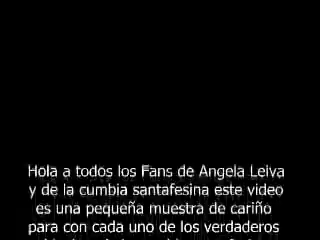 Hola a todos los Fans de Angela Leiva
y de la cumbia santafesina este video
es una pequeña muestra de cariño
para con cada uno de los verdaderos